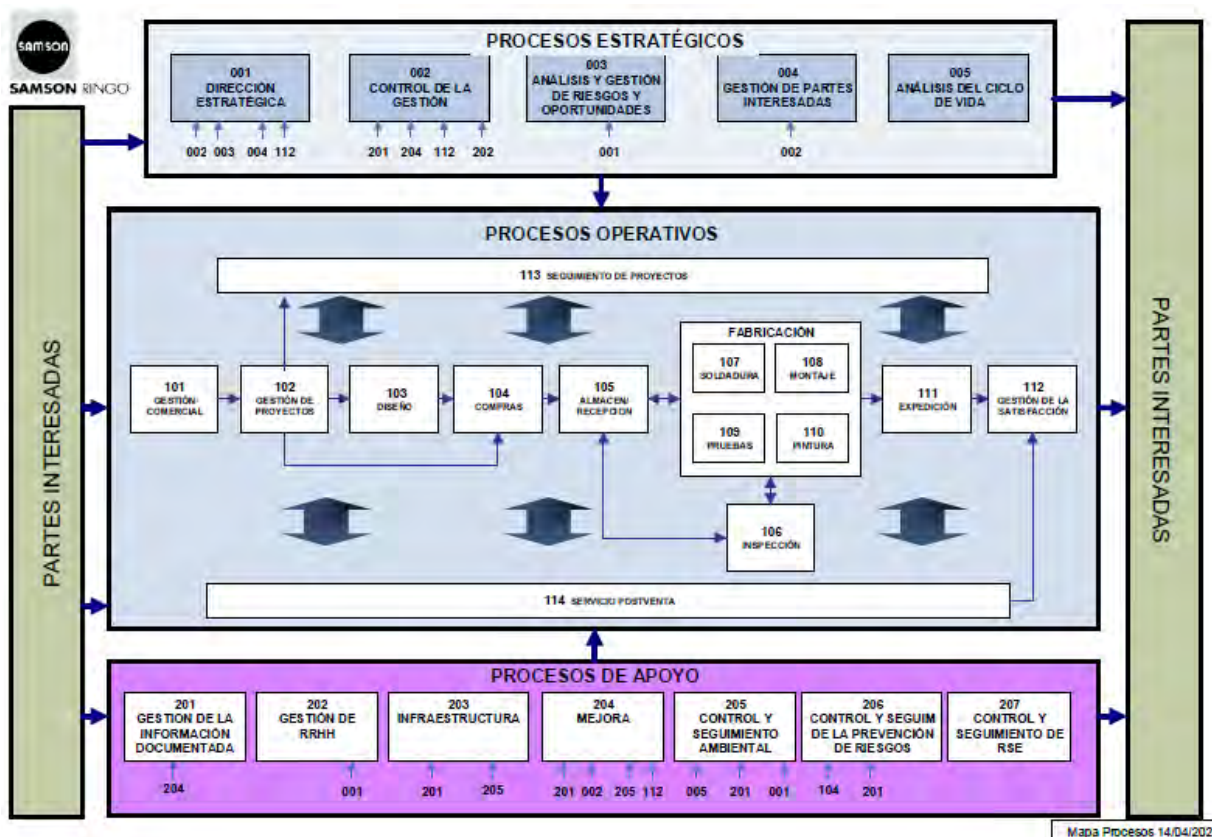 samson
SAMSON RINGO
PARTES INTERESADAS
PROCESOS ESTRATÉGICOS
001
DIRECCIÓN
ESTRATÉGICA
002 003 004 112
002
CONTROL DE LA
GESTIÓN
201 204 112 202
003
ANÁLISIS Y GESTIÓN
DE RIESGOS Y
OPORTUNIDADES
001
004
GESTIÓN DE PARTES
INTERESADAS
002
005
ANÁLISIS DEL CICLO
DE VIDA
PROCESOS OPERATIVOS
113 SEGUIMIENTO DE PROYECTOS
101
GESTIÓN
COMERCIAL
102
GESTIÓN DE
PROYECTOS
103
DISEÑO
104
COMPRAS
105
ALMACEN/
RECEPCION
FABRICACIÓN
107
SOLDADURA
108
MONTAJE
109
PRUEBAS
110
PINTURA
111
EXPEDICIÓN
112
GESTIÓN DE LA
SATISFACCIÓN
106
INSPECCIÓN
114 SERVICIO POSTVENTA
PROCESOS DE APOYO
201
GESTION DE LA
INFORMACIÓN
DOCUMENTADA
204
202
GESTIÓN DE
RRHH
001
203
INFRAESTRUCTURA
201 205
204
MEJORA
201 002 205 112
205
CONTROL Y
SEGUIMIENTO
AMBIENTAL
005 201 001
206
CONTROL Y SEGUIM
DE LA PREVENCIÓN
DE RIESGOS
104 201
207
CONTROL Y
SEGUIMIENTO DE
RSE
PARTES INTERESADAS
Mapa Procesos 14/04/202